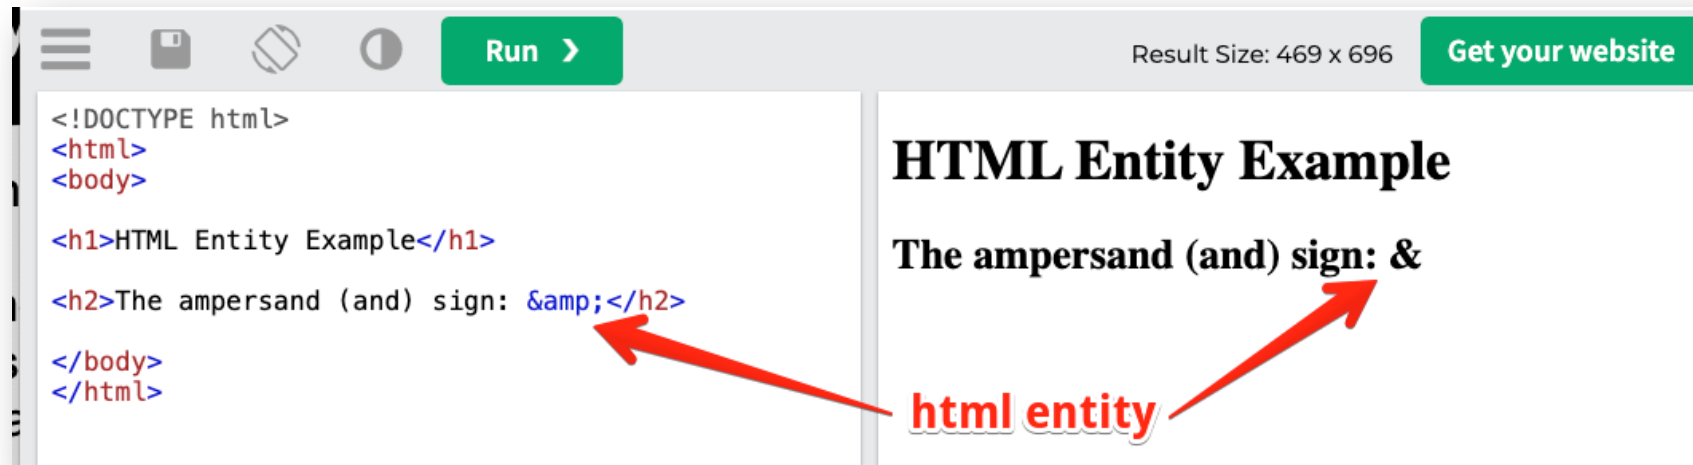 Run ❯
Result Size: 469 x 696
Get your website
<!DOCTYPE html>
<html>
<body>
<h1>HTML Entity Example</h1>
<h2>The ampersand (and) sign: &amp;</h2>
</body>
</html>
HTML Entity Example
The ampersand (and) sign: &
html entity